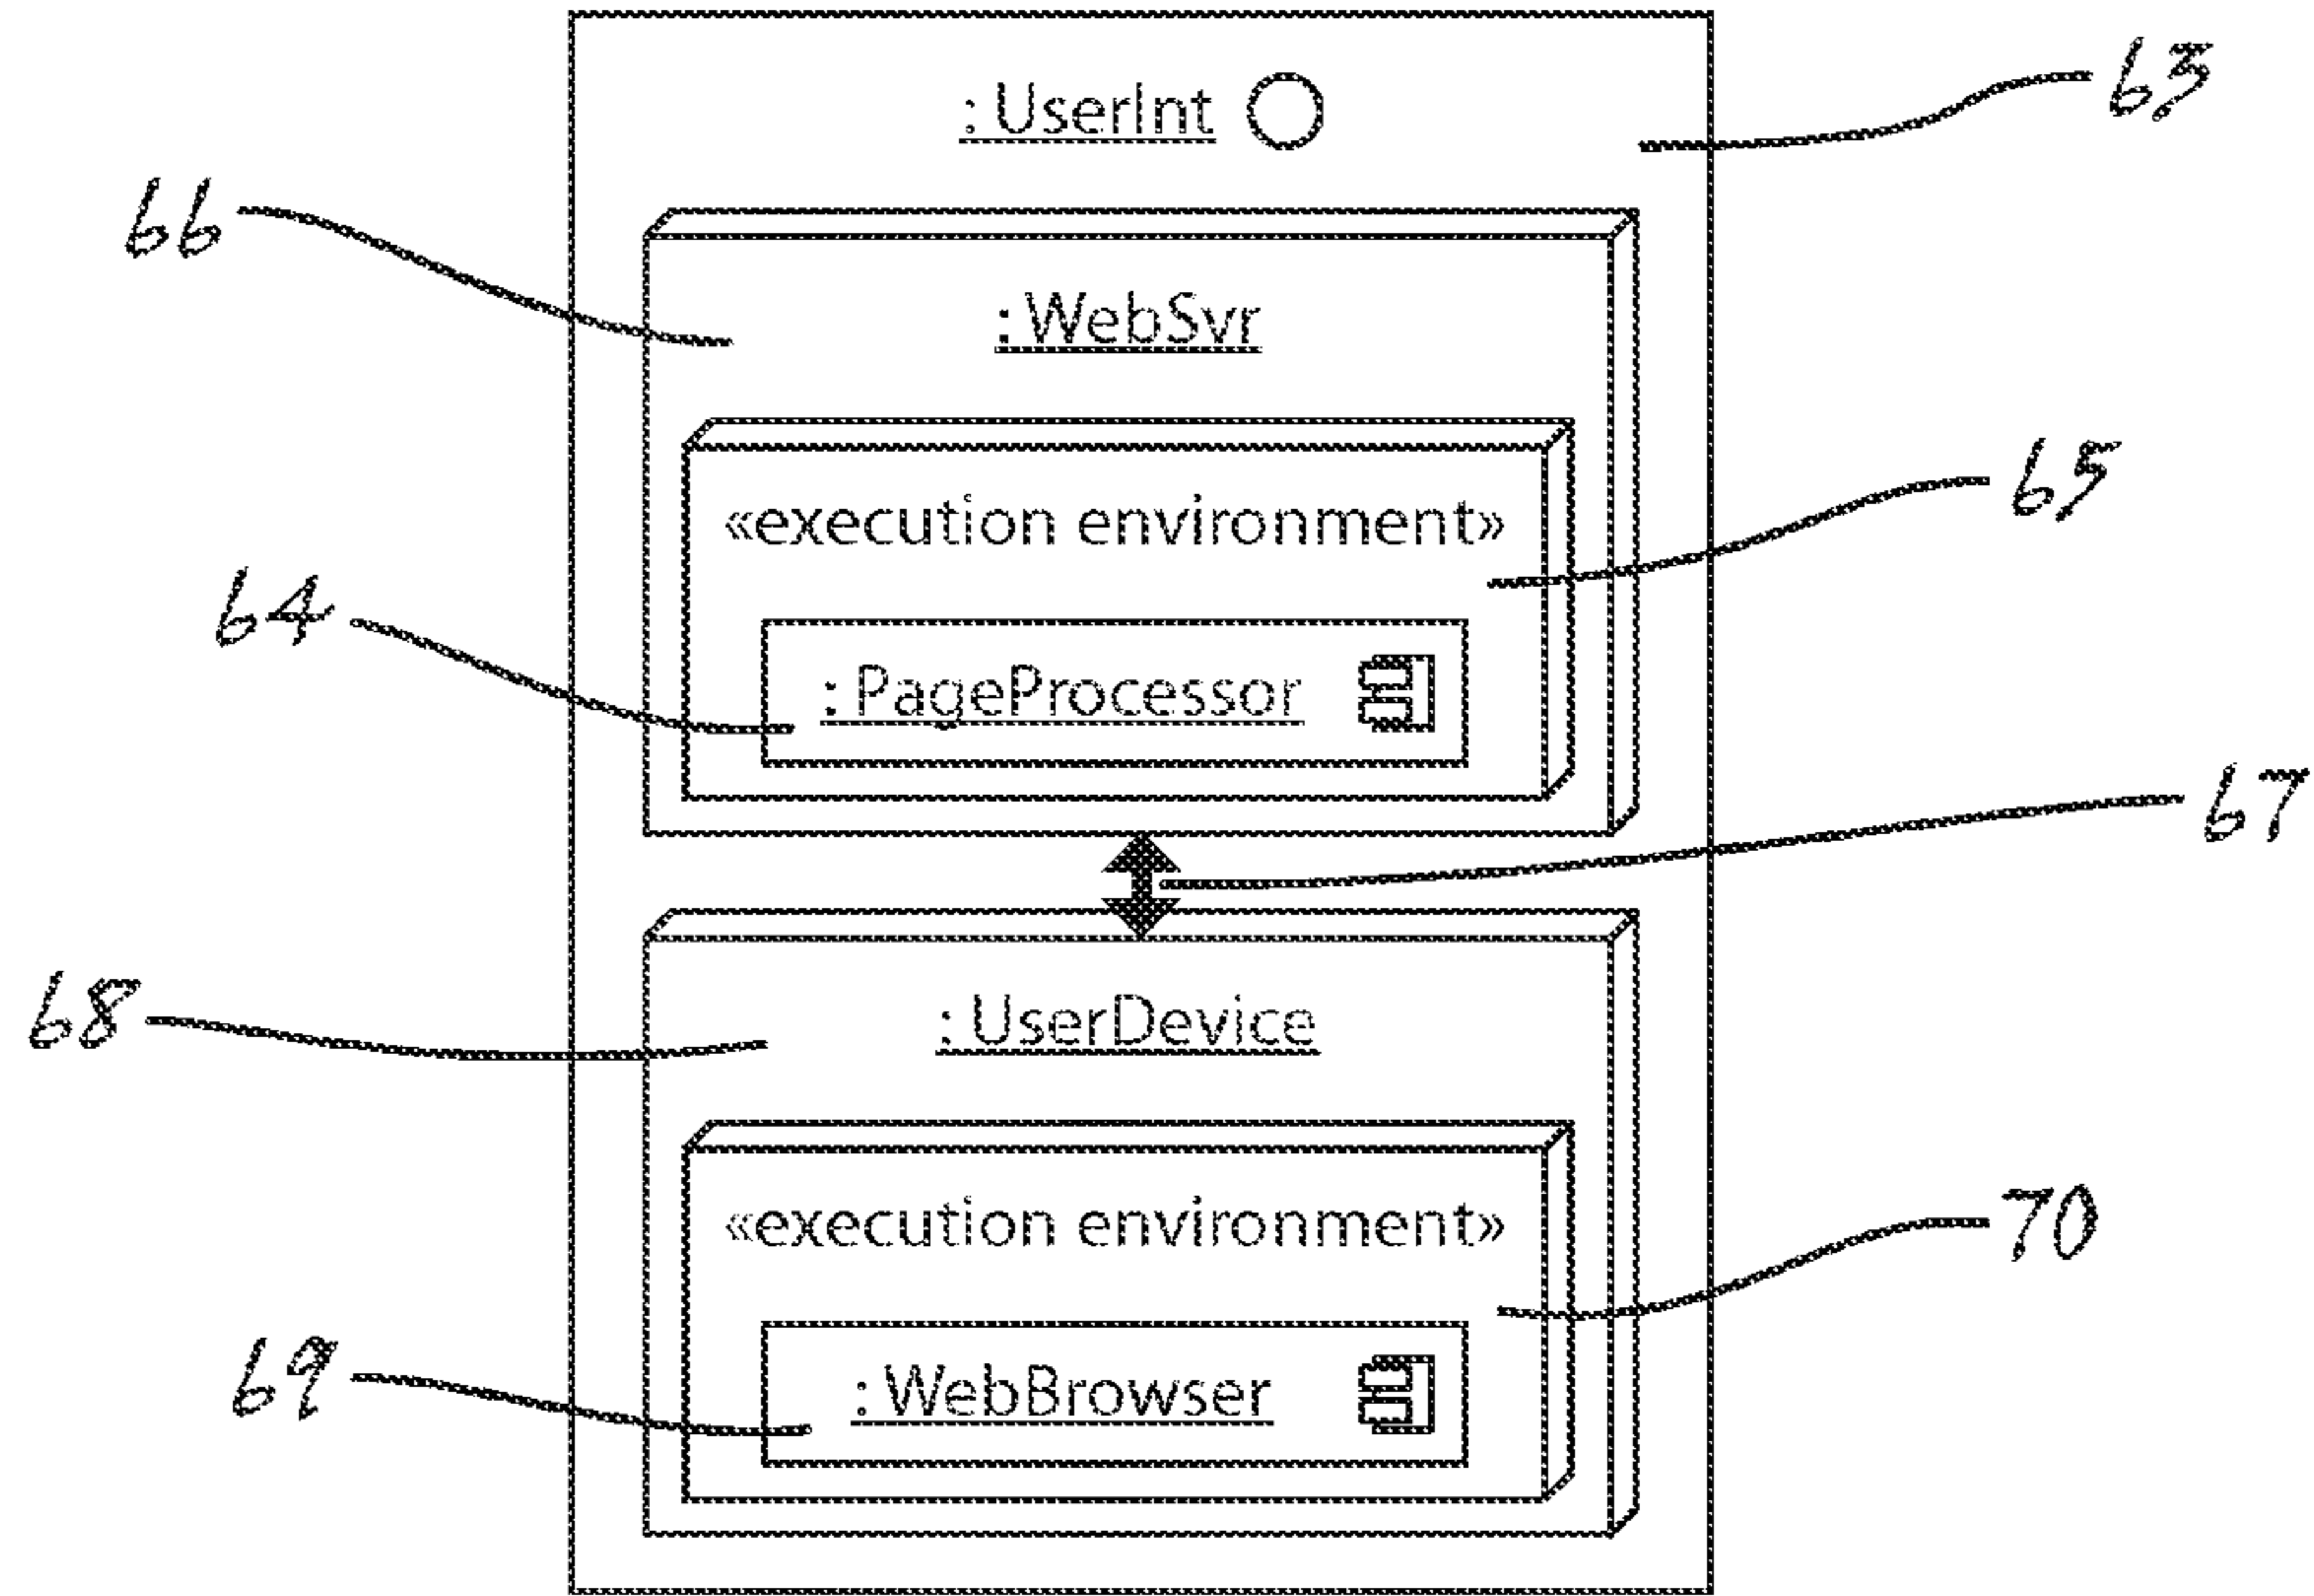 : UserInt
63
66
: WebSvr
65
«execution environment»
64
: PageProcessor
67
68
: UserDevice
70
«execution environment»
69
: WebBrowser